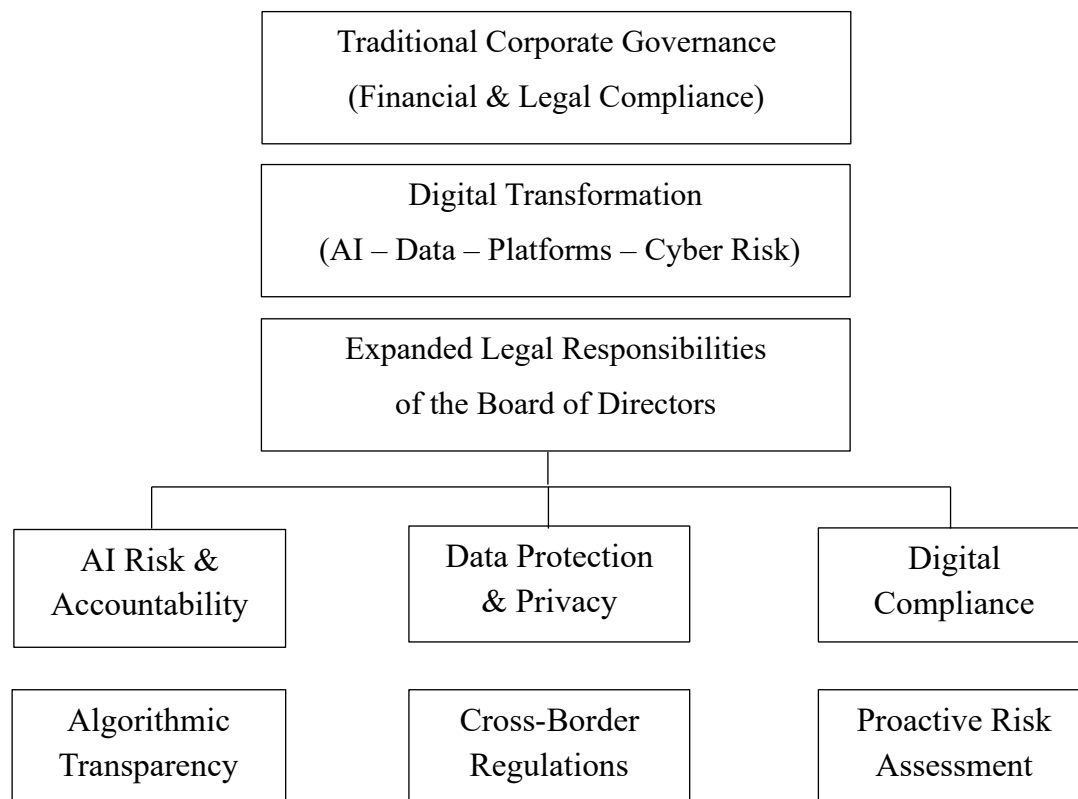 Traditional Corporate Governance
(Financial & Legal Compliance)
Digital Transformation
(AI – Data – Platforms – Cyber Risk)
Expanded Legal Responsibilities
of the Board of Directors
AI Risk &
Accountability
Data Protection
& Privacy
Digital
Compliance
Algorithmic
Transparency
Cross-Border
Regulations
Proactive Risk
Assessment